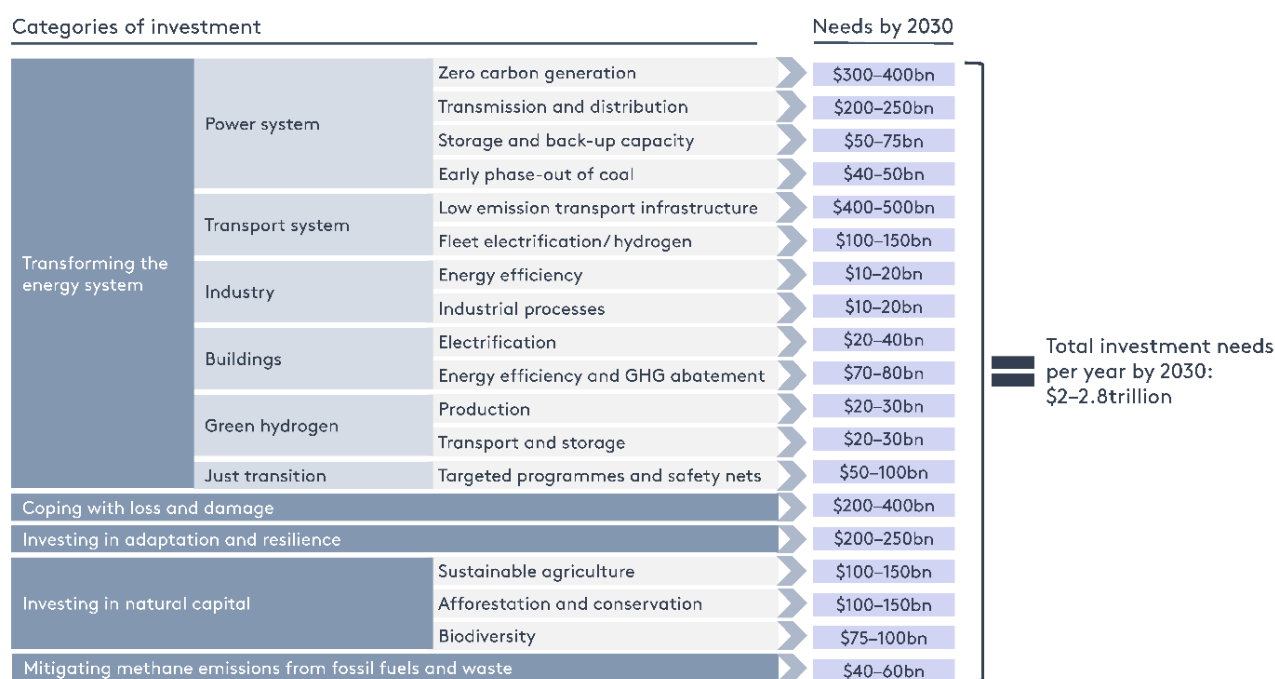 Categories of investment
Needs by 2030
Zero carbon generation
$300–400bn
Transmission and distribution
$200–250bn
Power system
Storage and back-up capacity
$50–75bn
Early phase-out of coal
$40–50bn
Low emission transport infrastructure
$400–500bn
Transport system
Fleet electrification/hydrogen
$100–150bn
Transforming the
energy system
Energy efficiency
$10–20bn
Industry
Industrial processes
$10–20bn
Electrification
$20–40bn
Buildings
Energy efficiency and GHG abatement
$70–80bn
Production
$20–30bn
Green hydrogen
Transport and storage
$20–30bn
Just transition
Targeted programmes and safety nets
$50–100bn
Coping with loss and damage
$200–400bn
Investing in adaptation and resilience
$200–250bn
Sustainable agriculture
$100–150bn
Investing in natural capital
Afforestation and conservation
$100–150bn
Biodiversity
$75–100bn
Mitigating methane emissions from fossil fuels and waste
$40–60bn
Total investment needs
per year by 2030:
$2–2.8trillion